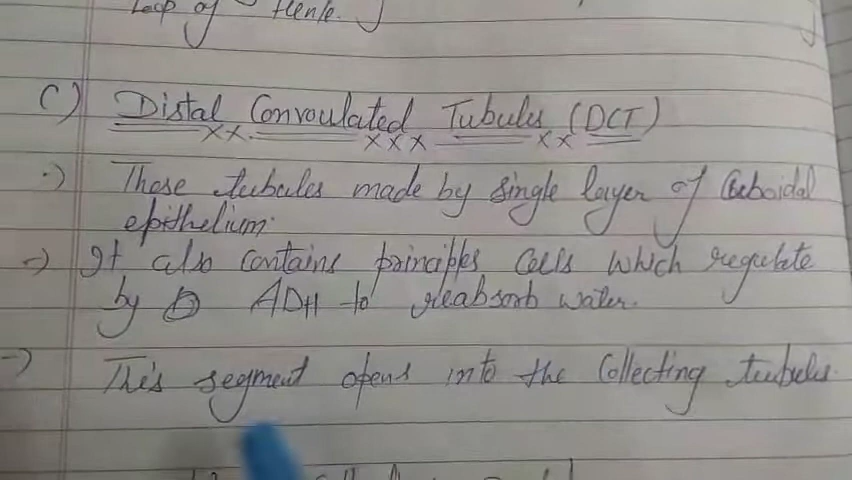 Loop of Henle.
C) Distal Convoulated Tubules (DCT)
These tubules made by single layer of Cuboidal
epithelium.
It also contains principles cells which regulate
by ADH to reabsorb water.
This segment opens into the Collecting tubules.